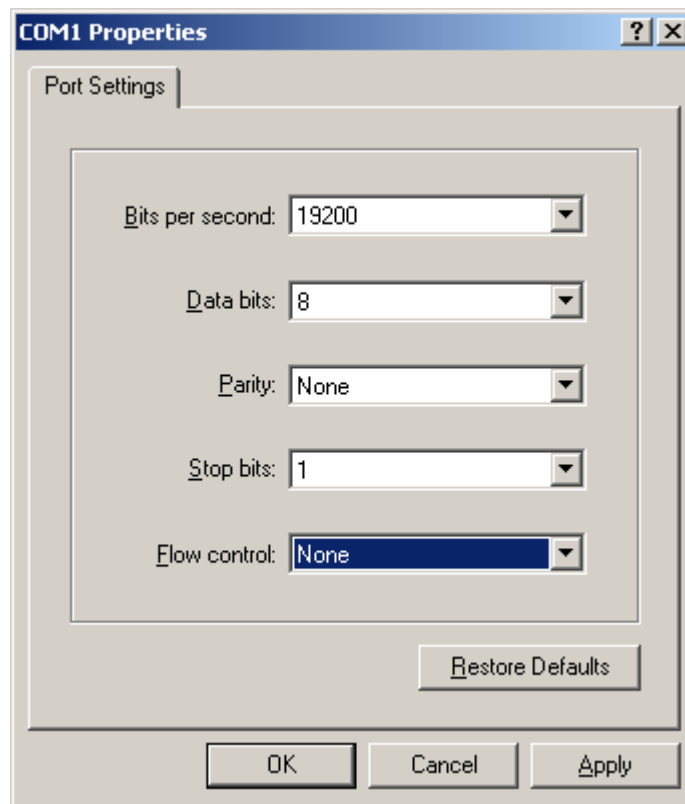 COM1 Properties
Port Settings
Bits per second: 19200
Data bits: 8
Parity: None
Stop bits: 1
Flow control: None
Restore Defaults
OK Cancel Apply